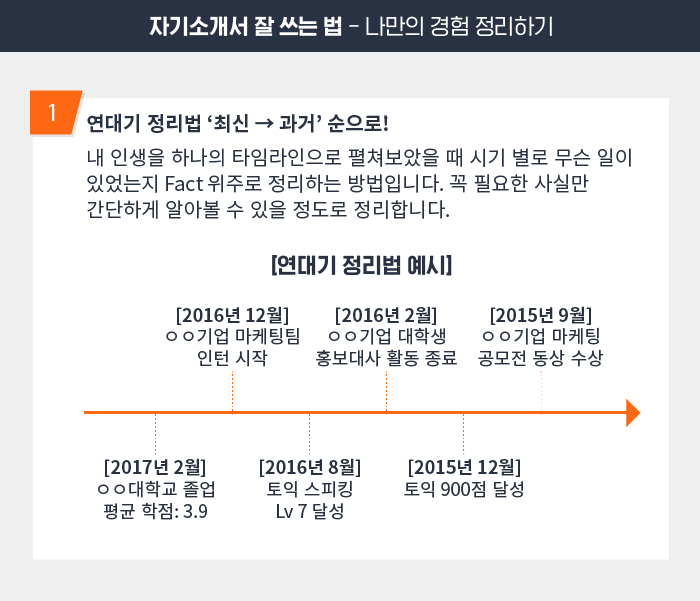 자기소개서 잘 쓰는 법 - 나만의 경험 정리하기
1
연대기 정리법 ‘최신 → 과거’ 순으로!
내 인생을 하나의 타임라인으로 펼쳐보았을 때 시기 별로 무슨 일이
있었는지 Fact 위주로 정리하는 방법입니다. 꼭 필요한 사실만
간단하게 알아볼 수 있을 정도로 정리합니다.
[연대기 정리법 예시]
[2016년 12월]
ㅇㅇ기업 마케팅팀
인턴 시작
[2016년 2월]
ㅇㅇ기업 대학생
홍보대사 활동 종료
[2015년 9월]
ㅇㅇ기업 마케팅
공모전 동상 수상
[2017년 2월]
ㅇㅇ대학교 졸업
평균 학점: 3.9
[2016년 8월]
토익 스피킹
Lv 7 달성
[2015년 12월]
토익 900점 달성